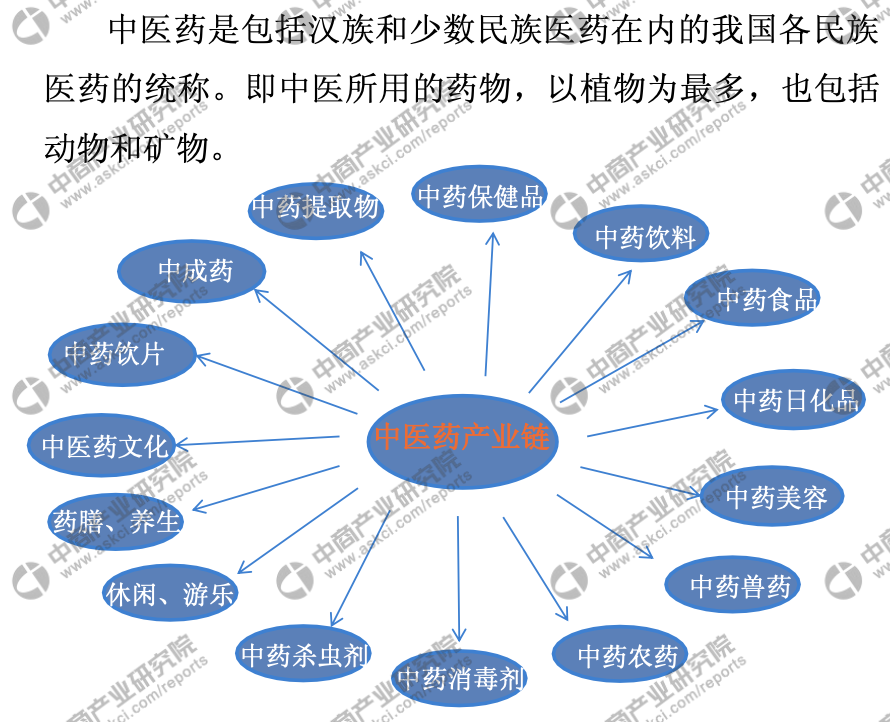 中医药是包括汉族和少数民族医药在内的我国各民族
医药的统称。即中医所用的药物，以植物为最多，也包括
动物和矿物。
中药保健品
中药提取物
中药饮料
中成药
中药食品
中药饮片
中药日化品
中医药产业链
中医药文化
中药美容
药膳、养生
中药兽药
休闲、游乐
中药杀虫剂
中药农药
中药消毒剂
中商产业研究院
www.askci.com/reports